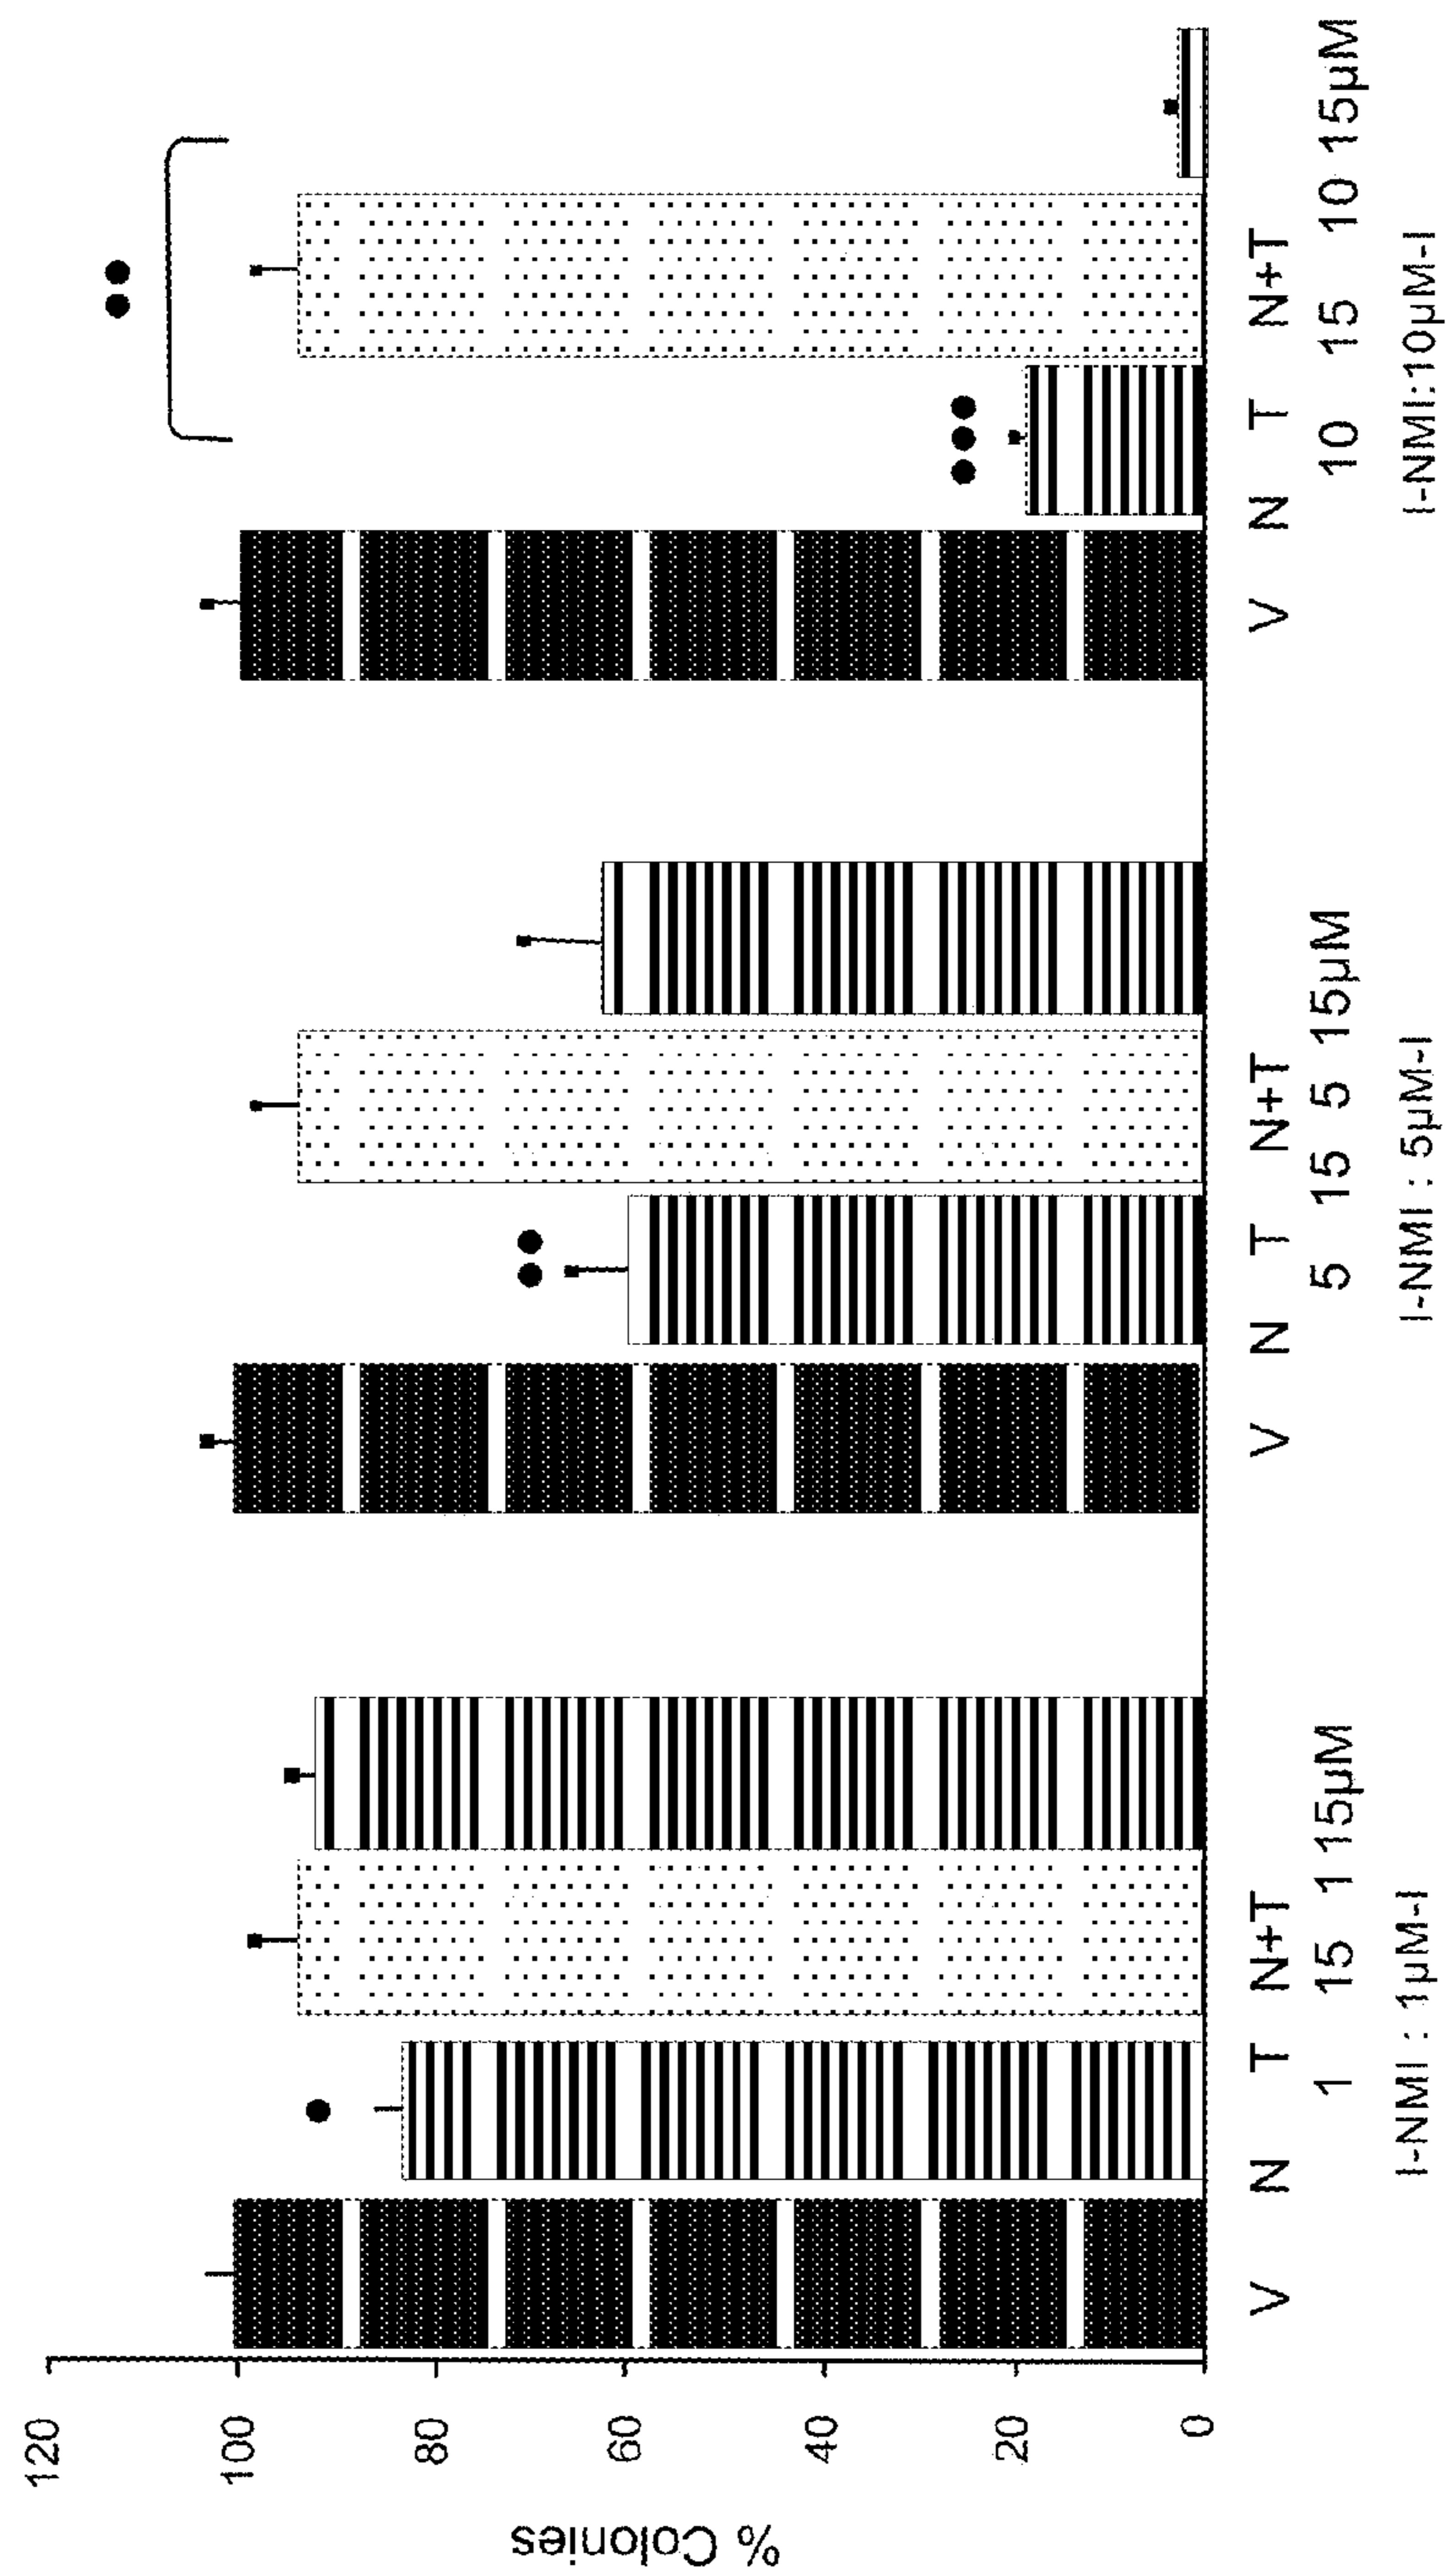 % Colonies
120
100
80
60
40
20
0
V N T N+T V N T N+T V N T N+T
1 15 1 15µM 5 15 5 15µM 10 15 10 15µM
I-NMI : 1µM-I I-NMI : 5µM-I I-NMI:10µM-I